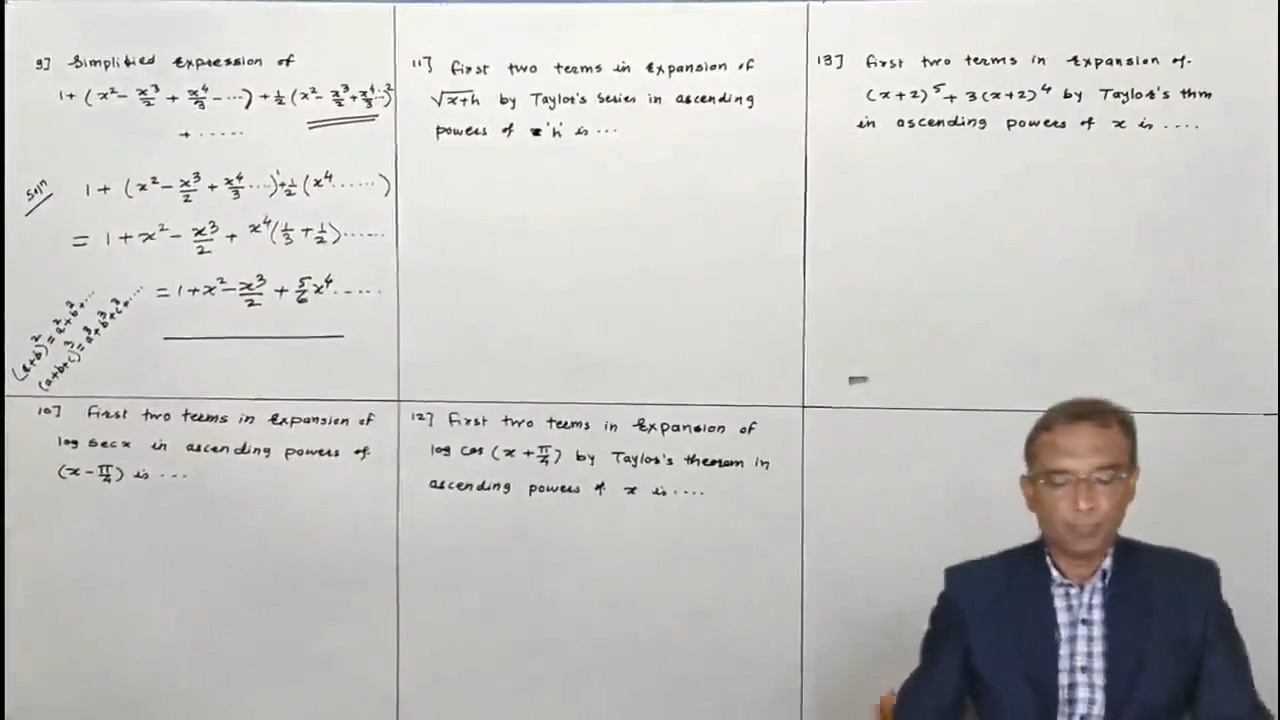 9] Simplified Expression of
1 + (x² - x³/2 + x⁴/3 - ...) + 1/2 (x² - x³/2 + x⁴/3 ...)²
+ ......
Soln
1 + (x² - x³/2 + x⁴/3 ....)¹ + 1/2 (x⁴ ......)
= 1 + x² - x³/2 + x⁴ (1/3 + 1/2) ......
= 1 + x² - x³/2 + 5/6 x⁴ .....
(a+b)² = a² + b² + ...
(a+b+c)³ = a³ + b³ + c³ + ...
10] First two terms in Expansion of
log sec x in ascending powers of
(x - π/4) is ...
11] First two terms in Expansion of
√x+h by Taylor's Series in ascending
powers of 'h' is ...
12] First two terms in Expansion of
log cos (x + π/4) by Taylor's theorem in
ascending powers of x is ....
13] First two terms in Expansion of
(x+2)⁵ + 3(x+2)⁴ by Taylor's thm
in ascending powers of x is ....